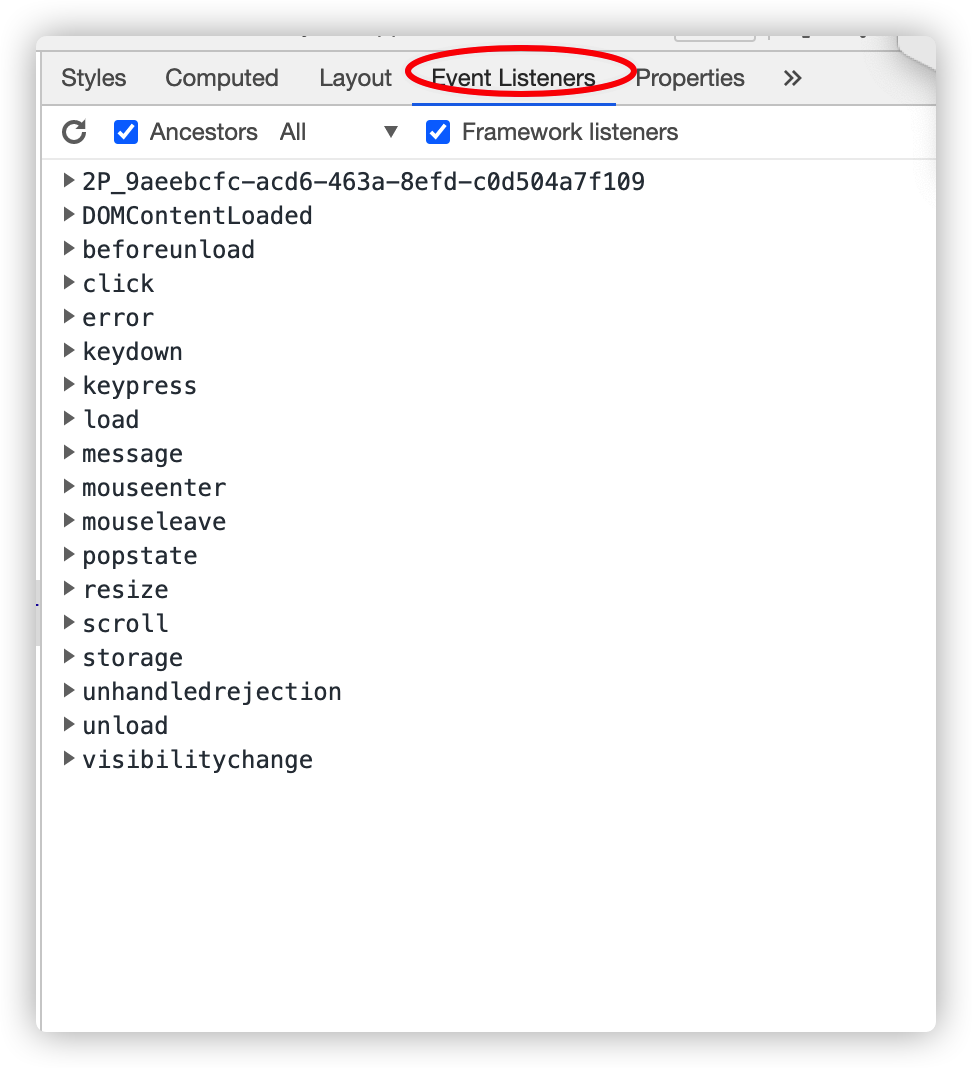 Styles Computed Layout Event Listeners Properties »
Ancestors All ▼ Framework listeners
2P_9aeebcfc-acd6-463a-8efd-c0d504a7f109
DOMContentLoaded
beforeunload
click
error
keydown
keypress
load
message
mouseenter
mouseleave
popstate
resize
scroll
storage
unhandledrejection
unload
visibilitychange